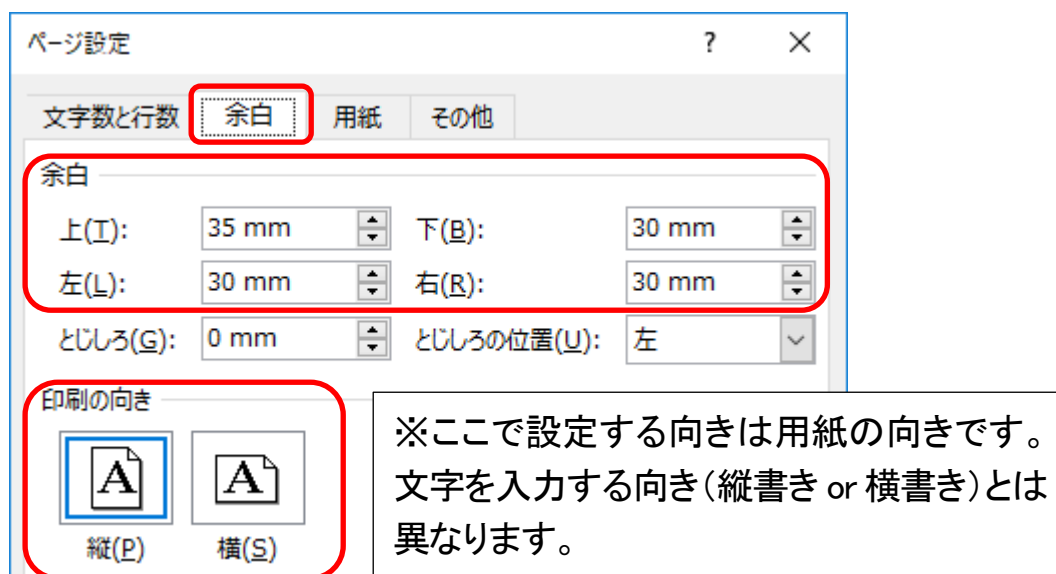 ページ設定 ? ×
文字数と行数 余白 用紙 その他
余白
上(T): 35 mm 下(B): 30 mm
左(L): 30 mm 右(R): 30 mm
とじしろ(G): 0 mm とじしろの位置(U): 左
印刷の向き
A A
縦(P) 横(S)
※ここで設定する向きは用紙の向きです。
文字を入力する向き（縦書き or 横書き）とは
異なります。